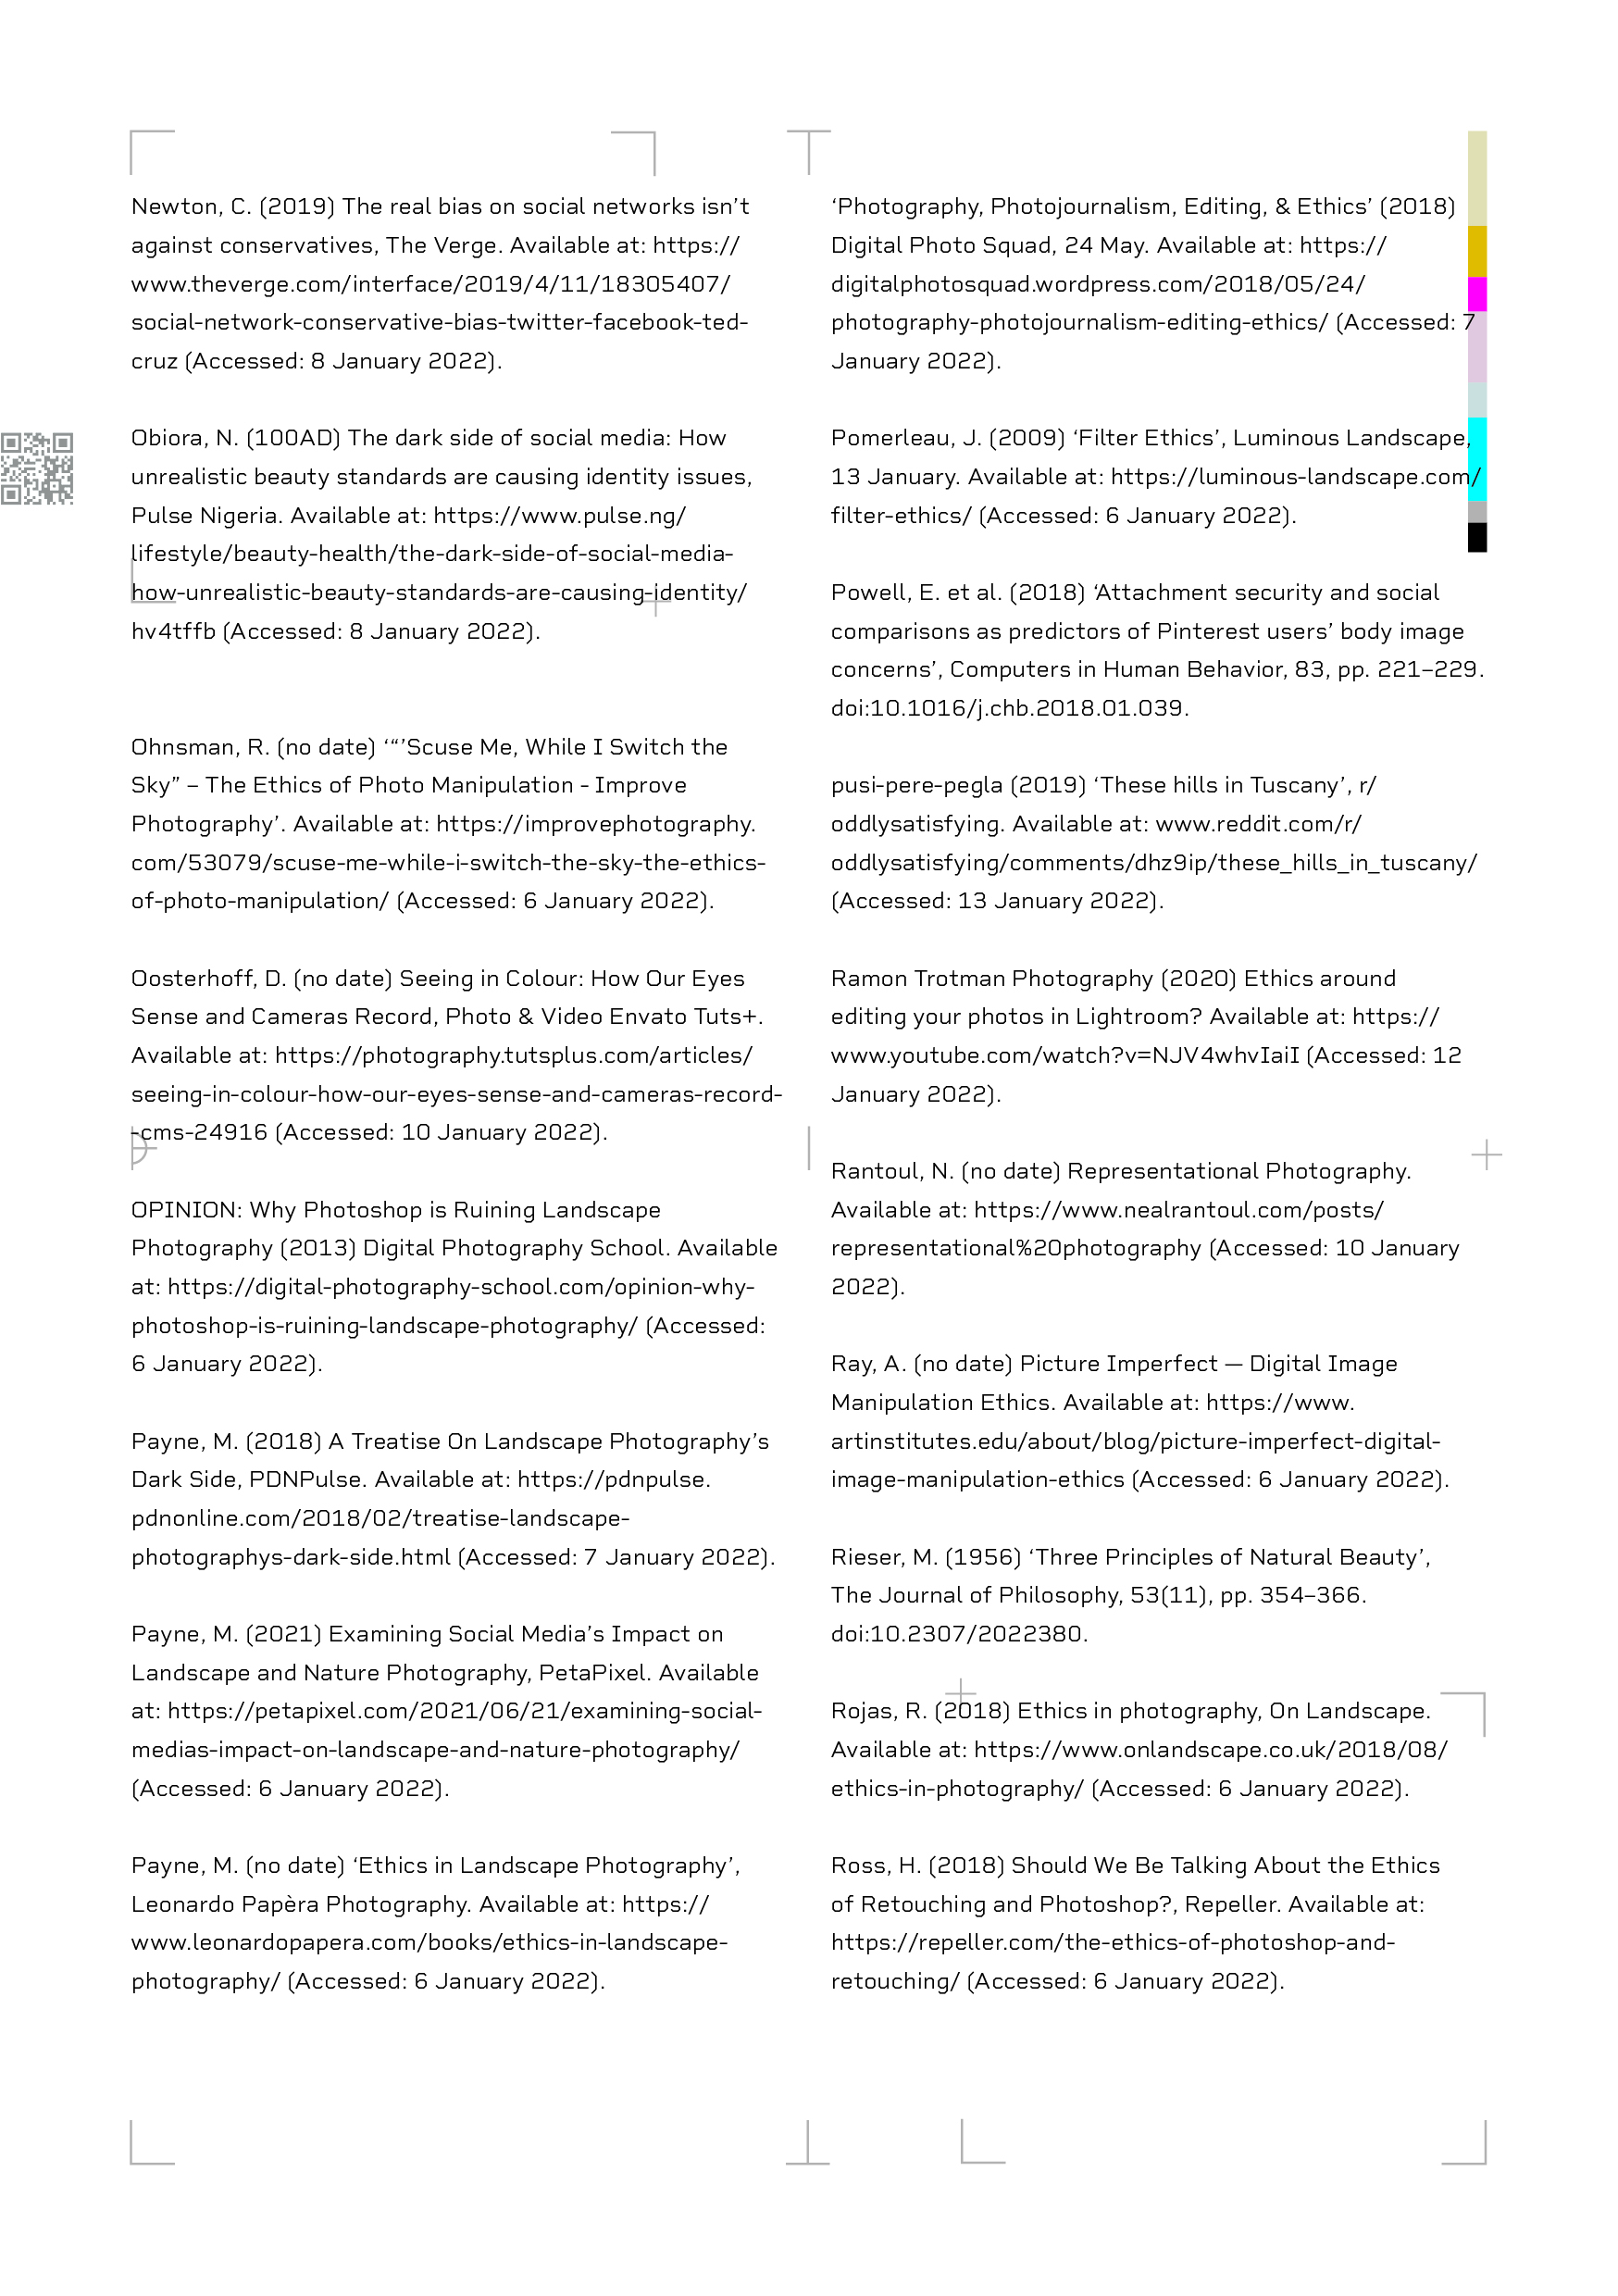 Newton, C. (2019) The real bias on social networks isn’t
against conservatives, The Verge. Available at: https://
www.theverge.com/interface/2019/4/11/18305407/
social-network-conservative-bias-twitter-facebook-ted-
cruz (Accessed: 8 January 2022).
Obiora, N. (100AD) The dark side of social media: How
unrealistic beauty standards are causing identity issues,
Pulse Nigeria. Available at: https://www.pulse.ng/
lifestyle/beauty-health/the-dark-side-of-social-media-
how-unrealistic-beauty-standards-are-causing-identity/
hv4tffb (Accessed: 8 January 2022).
Ohnsman, R. (no date) ‘“’Scuse Me, While I Switch the
Sky” – The Ethics of Photo Manipulation - Improve
Photography’. Available at: https://improvephotography.
com/53079/scuse-me-while-i-switch-the-sky-the-ethics-
of-photo-manipulation/ (Accessed: 6 January 2022).
Oosterhoff, D. (no date) Seeing in Colour: How Our Eyes
Sense and Cameras Record, Photo & Video Envato Tuts+.
Available at: https://photography.tutsplus.com/articles/
seeing-in-colour-how-our-eyes-sense-and-cameras-record-
-cms-24916 (Accessed: 10 January 2022).
OPINION: Why Photoshop is Ruining Landscape
Photography (2013) Digital Photography School. Available
at: https://digital-photography-school.com/opinion-why-
photoshop-is-ruining-landscape-photography/ (Accessed:
6 January 2022).
Payne, M. (2018) A Treatise On Landscape Photography’s
Dark Side, PDNPulse. Available at: https://pdnpulse.
pdnonline.com/2018/02/treatise-landscape-
photographys-dark-side.html (Accessed: 7 January 2022).
Payne, M. (2021) Examining Social Media’s Impact on
Landscape and Nature Photography, PetaPixel. Available
at: https://petapixel.com/2021/06/21/examining-social-
medias-impact-on-landscape-and-nature-photography/
(Accessed: 6 January 2022).
Payne, M. (no date) ‘Ethics in Landscape Photography’,
Leonardo Papèra Photography. Available at: https://
www.leonardopapera.com/books/ethics-in-landscape-
photography/ (Accessed: 6 January 2022).
‘Photography, Photojournalism, Editing, & Ethics’ (2018)
Digital Photo Squad, 24 May. Available at: https://
digitalphotosquad.wordpress.com/2018/05/24/
photography-photojournalism-editing-ethics/ (Accessed: 7
January 2022).
Pomerleau, J. (2009) ‘Filter Ethics’, Luminous Landscape,
13 January. Available at: https://luminous-landscape.com/
filter-ethics/ (Accessed: 6 January 2022).
Powell, E. et al. (2018) ‘Attachment security and social
comparisons as predictors of Pinterest users’ body image
concerns’, Computers in Human Behavior, 83, pp. 221–229.
doi:10.1016/j.chb.2018.01.039.
pusi-pere-pegla (2019) ‘These hills in Tuscany’, r/
oddlysatisfying. Available at: www.reddit.com/r/
oddlysatisfying/comments/dhz9ip/these_hills_in_tuscany/
(Accessed: 13 January 2022).
Ramon Trotman Photography (2020) Ethics around
editing your photos in Lightroom? Available at: https://
www.youtube.com/watch?v=NJV4whvIaiI (Accessed: 12
January 2022).
Rantoul, N. (no date) Representational Photography.
Available at: https://www.nealrantoul.com/posts/
representational%20photography (Accessed: 10 January
2022).
Ray, A. (no date) Picture Imperfect — Digital Image
Manipulation Ethics. Available at: https://www.
artinstitutes.edu/about/blog/picture-imperfect-digital-
image-manipulation-ethics (Accessed: 6 January 2022).
Rieser, M. (1956) ‘Three Principles of Natural Beauty’,
The Journal of Philosophy, 53(11), pp. 354–366.
doi:10.2307/2022380.
Rojas, R. (2018) Ethics in photography, On Landscape.
Available at: https://www.onlandscape.co.uk/2018/08/
ethics-in-photography/ (Accessed: 6 January 2022).
Ross, H. (2018) Should We Be Talking About the Ethics
of Retouching and Photoshop?, Repeller. Available at:
https://repeller.com/the-ethics-of-photoshop-and-
retouching/ (Accessed: 6 January 2022).